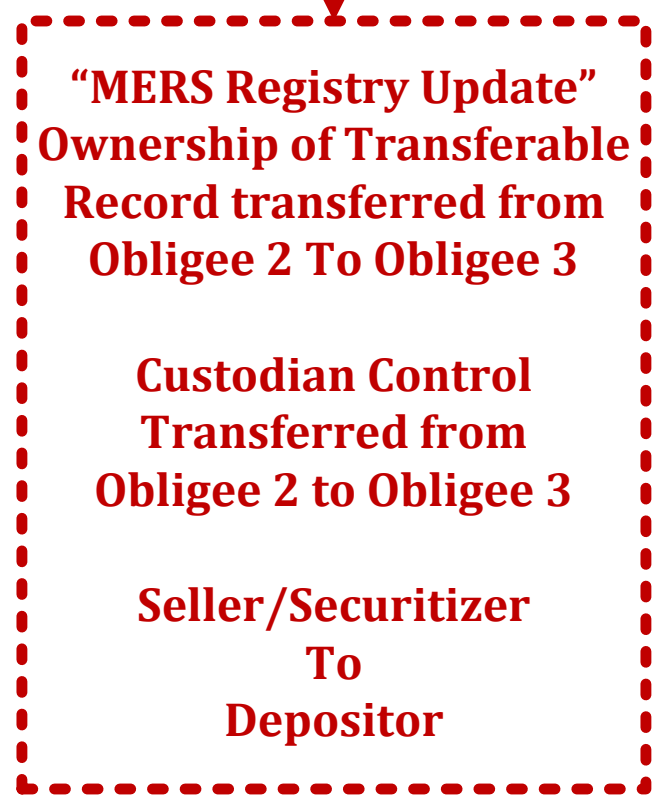 “MERS Registry Update”
Ownership of Transferable
Record transferred from
Obligee 2 To Obligee 3
Custodian Control
Transferred from
Obligee 2 to Obligee 3
Seller/Securitizer
To
Depositor